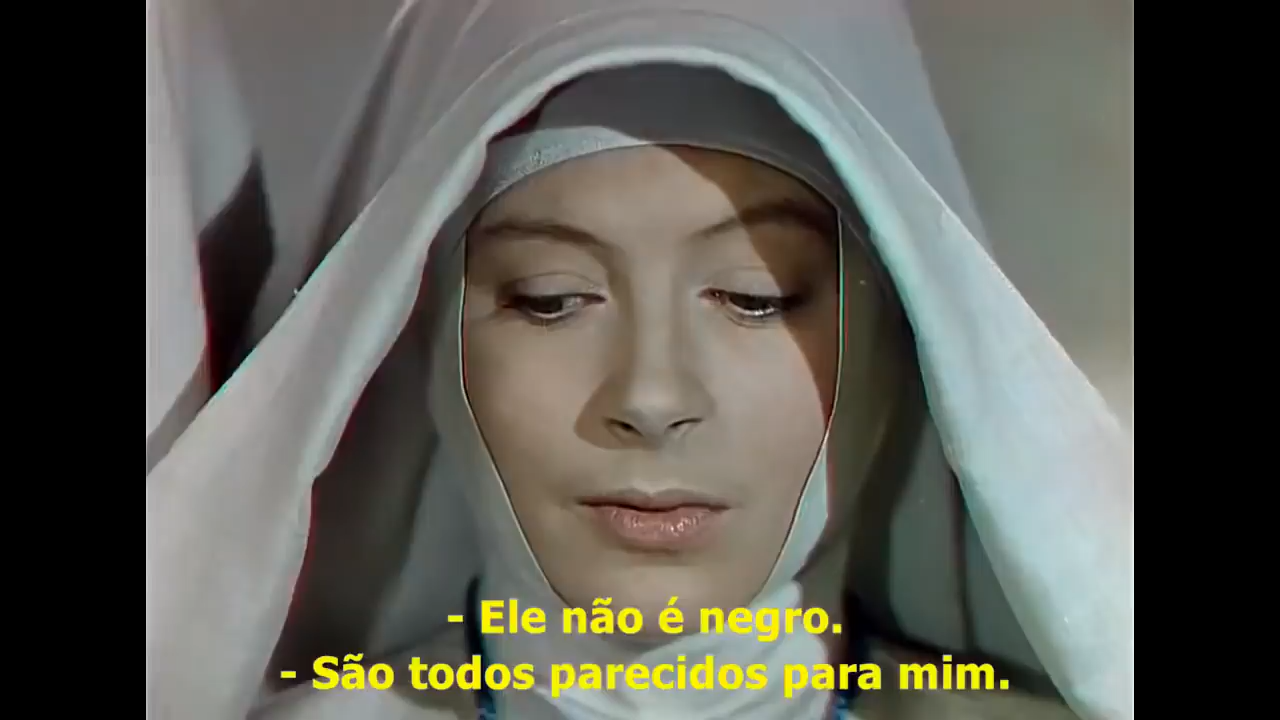 - Ele não é negro.
- São todos parecidos para mim.